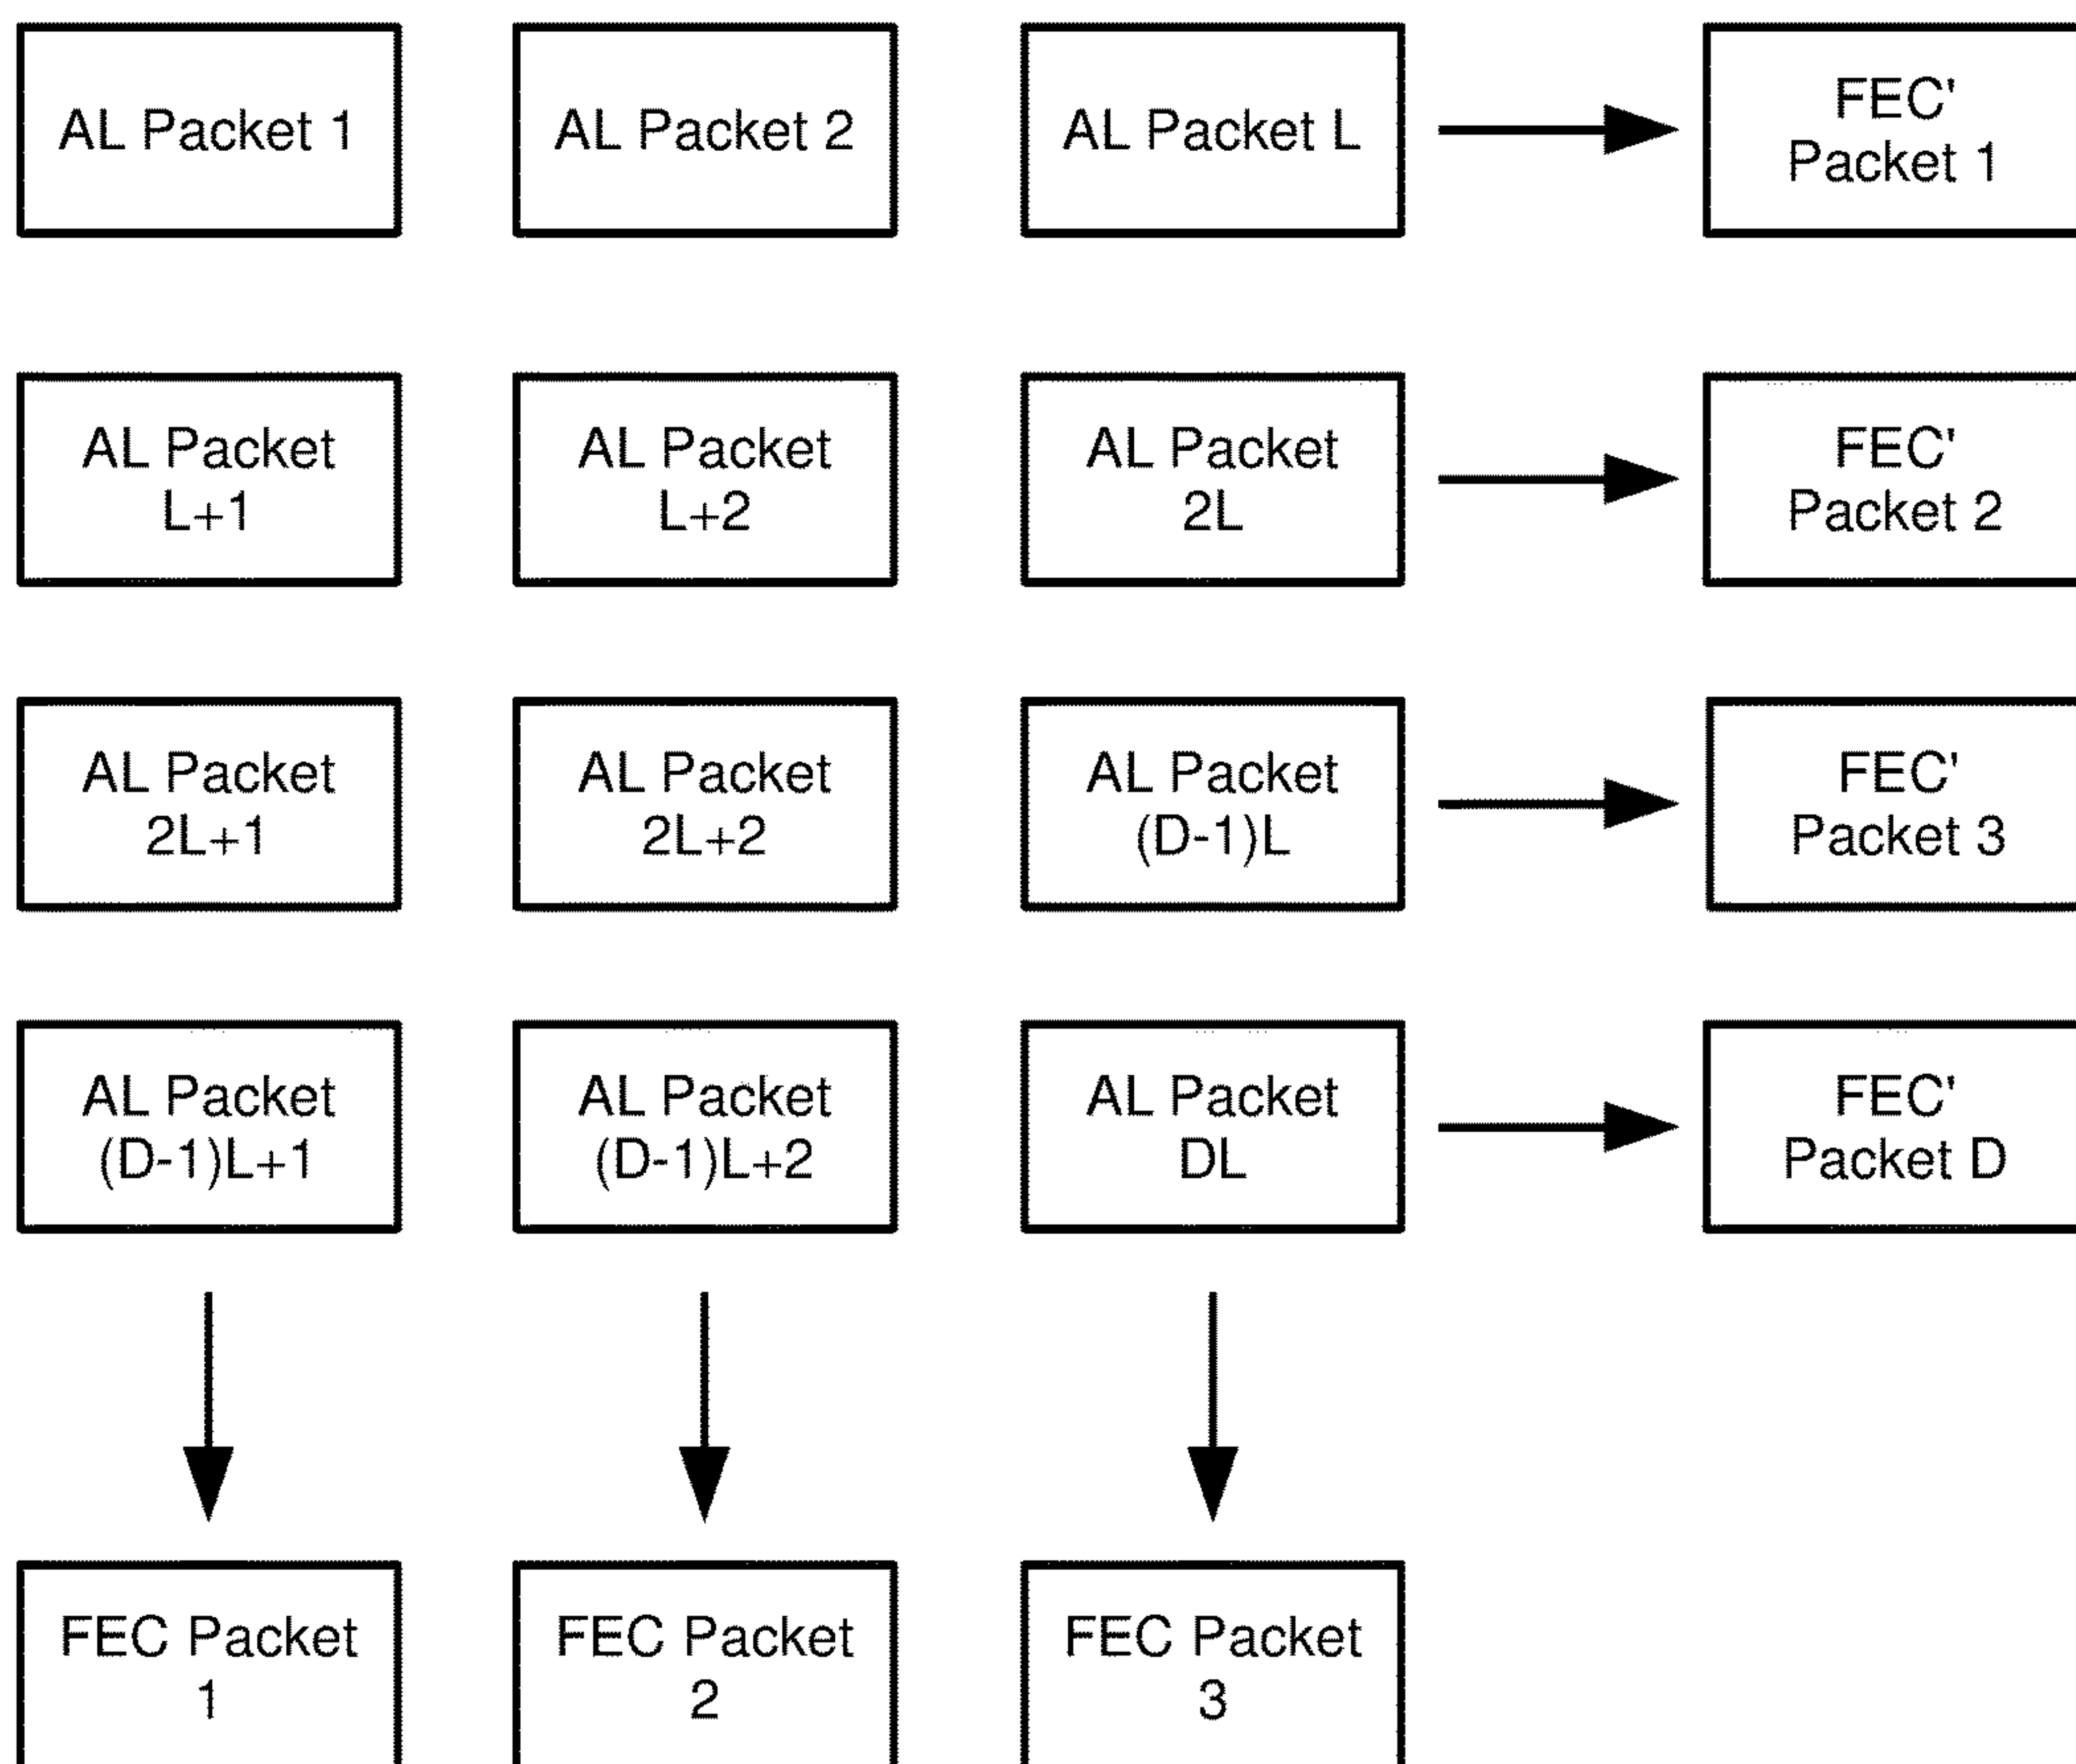 AL Packet 1
AL Packet 2
AL Packet L
FEC'
Packet 1
AL Packet
L+1
AL Packet
L+2
AL Packet
2L
FEC'
Packet 2
AL Packet
2L+1
AL Packet
2L+2
AL Packet
(D-1)L
FEC'
Packet 3
AL Packet
(D-1)L+1
AL Packet
(D-1)L+2
AL Packet
DL
FEC'
Packet D
FEC Packet
1
FEC Packet
2
FEC Packet
3